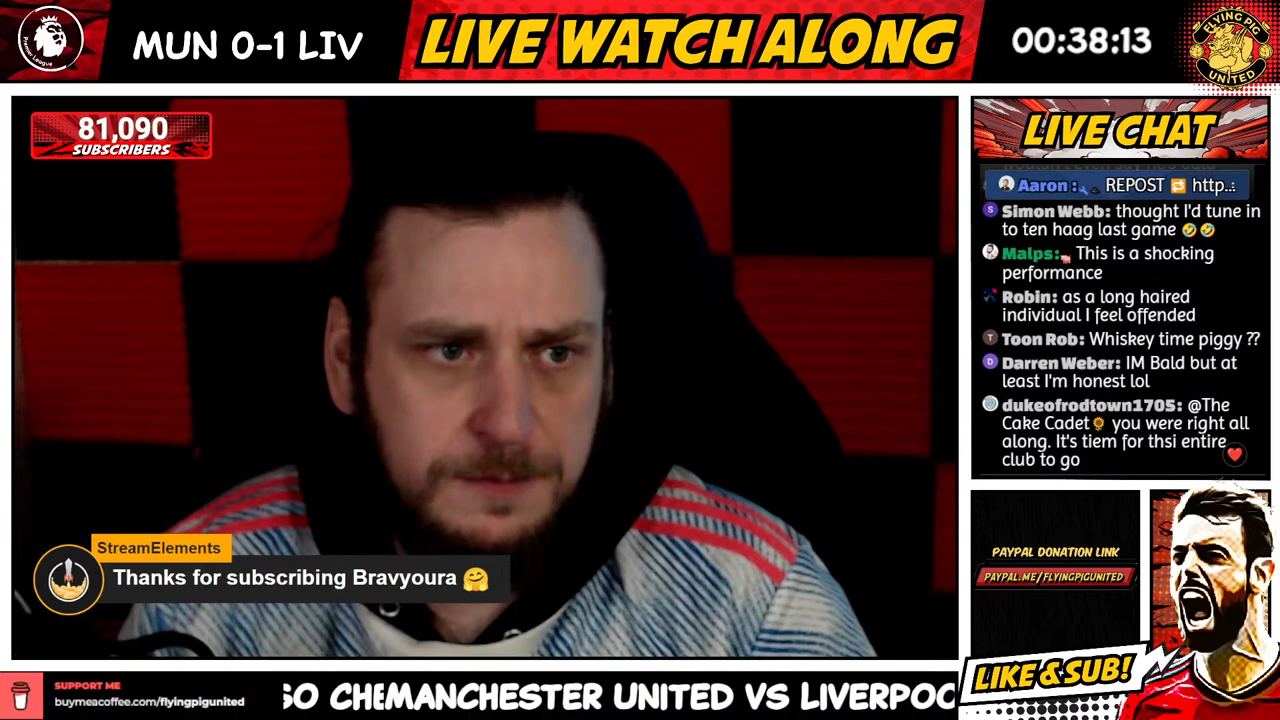 Premier League
MUN 0-1 LIV
LIVE WATCH ALONG
00:38:13
FLYING PIG
UNITED
81,090
SUBSCRIBERS
LIVE CHAT
Aaron : REPOST http..:
Simon Webb: thought I'd tune in
to ten haag last game
Malps: This is a shocking
performance
Robin: as a long haired
individual I feel offended
Toon Rob: Whiskey time piggy ??
Darren Weber: IM Bald but at
least I'm honest lol
dukeofrodtown1705: @The
Cake Cadet you were right all
along. It's tiem for thsi entire
club to go
StreamElements
Thanks for subscribing Bravyoura 🤗
PAYPAL DONATION LINK
PAYPAL.ME/FLYINGPIGUNITED
LIKE & SUB!
SUPPORT ME
buymeacoffee.com/flyingpigunited
MANCHESTER UNITED VS LIVERPOO